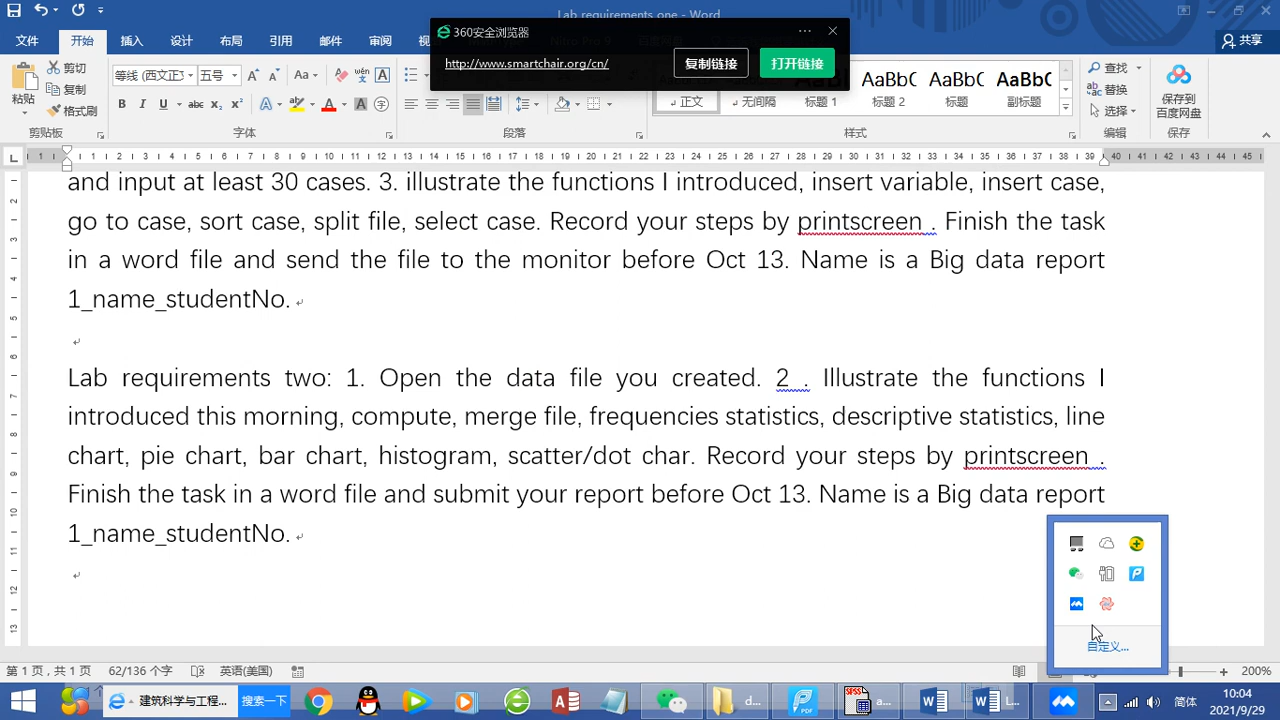 Lab requirements one - Word
文件
开始
插入
设计
布局
引用
邮件
审阅
共享
360安全浏览器
http://www.smartchair.org/cn/
复制链接
打开链接
粘贴
剪切
复制
格式刷
剪贴板
等线 (西文正
五号
字体
段落
正文
无间隔
AaBbC
标题 1
AaBbC
标题 2
AaBbC
标题
AaBbC
副标题
样式
查找
替换
选择
编辑
保存到
百度网盘
保存
and input at least 30 cases. 3. illustrate the functions I introduced, insert variable, insert case,
go to case, sort case, split file, select case. Record your steps by printscreen . Finish the task
in a word file and send the file to the monitor before Oct 13. Name is a Big data report
1_name_studentNo.
Lab requirements two: 1. Open the data file you created. 2 . Illustrate the functions I
introduced this morning, compute, merge file, frequencies statistics, descriptive statistics, line
chart, pie chart, bar chart, histogram, scatter/dot char. Record your steps by printscreen .
Finish the task in a word file and submit your report before Oct 13. Name is a Big data report
1_name_studentNo.
自定义...
第 1 页，共 1 页
62/136 个字
英语(美国)
200%
建筑科学与工程...
搜索一下
d...
PDF
SPSS
a...
L...
简体
10:04
2021/9/29